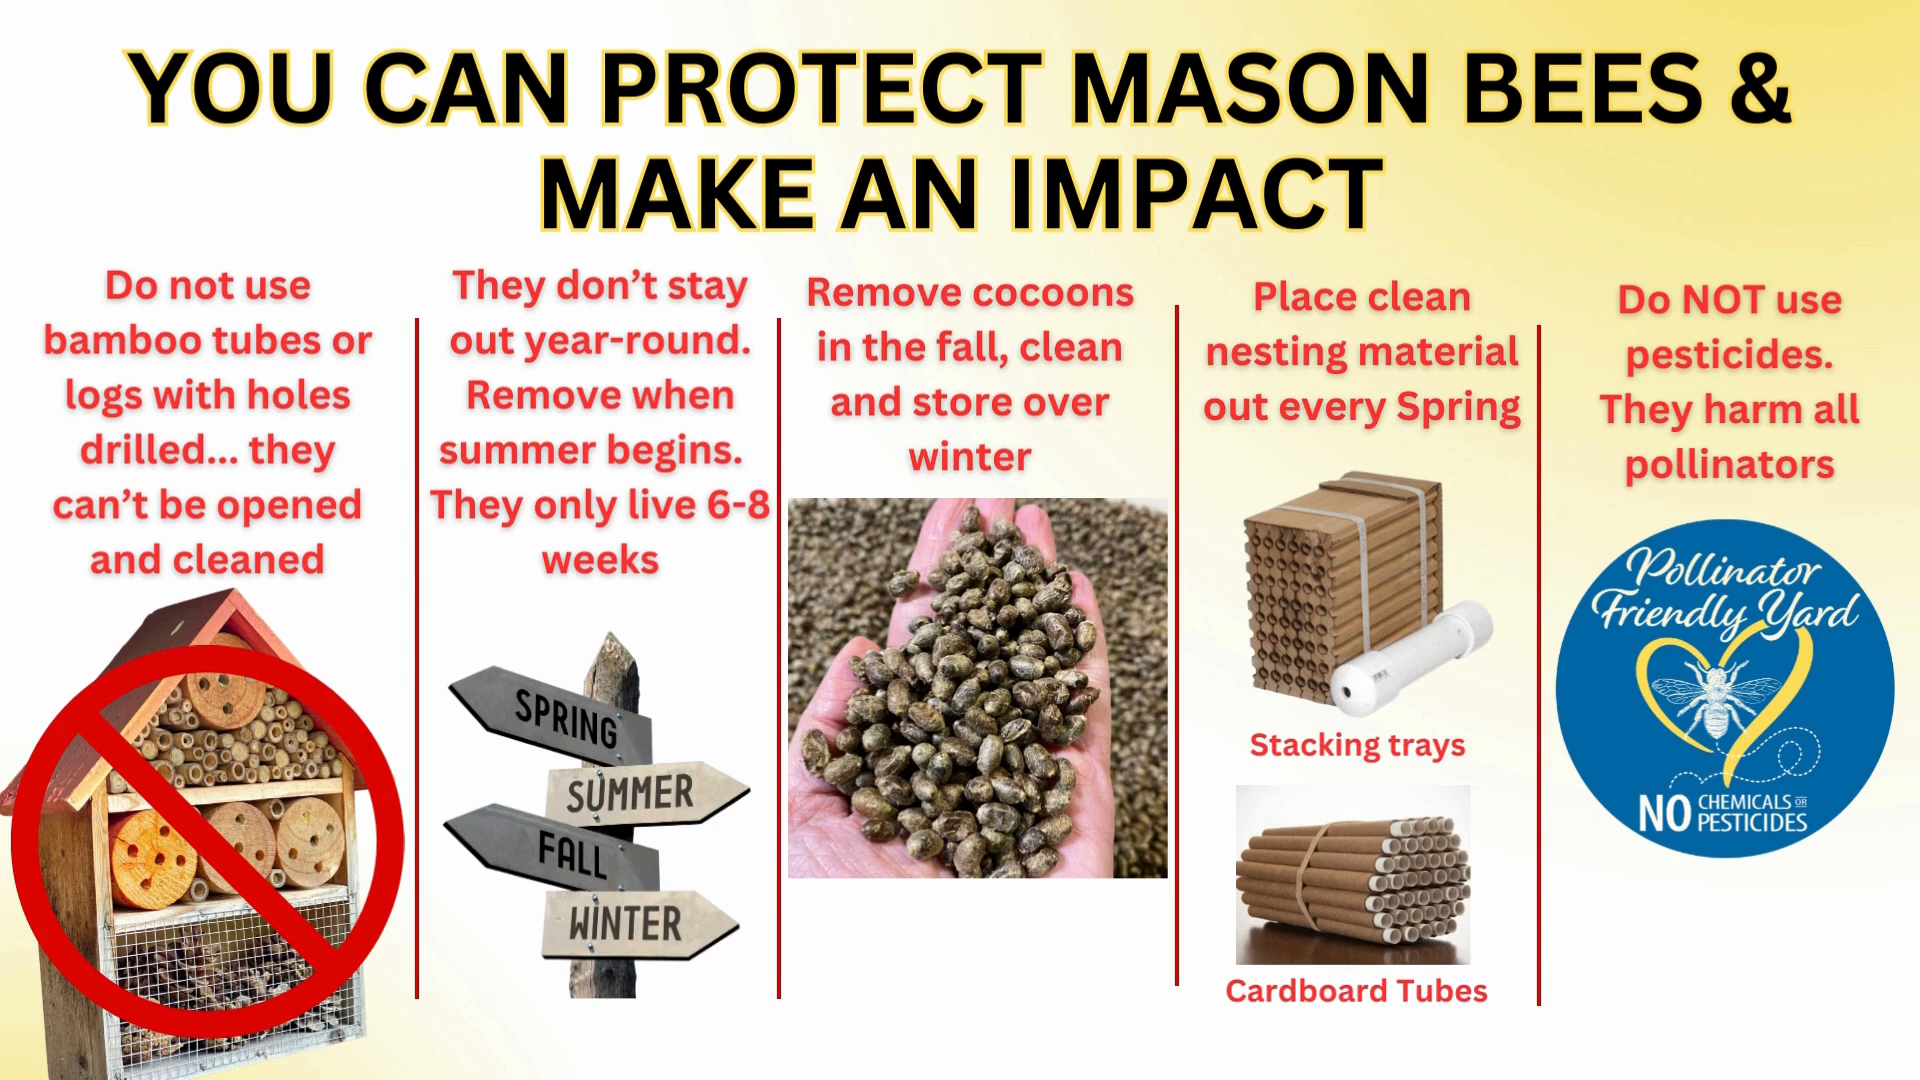 YOU CAN PROTECT MASON BEES &
MAKE AN IMPACT
Do not use
bamboo tubes or
logs with holes
drilled... they
can't be opened
and cleaned
They don't stay
out year-round.
Remove when
summer begins.
They only live 6-8
weeks
SPRING
SUMMER
FALL
WINTER
Remove cocoons
in the fall, clean
and store over
winter
Place clean
nesting material
out every Spring
Stacking trays
Cardboard Tubes
Do NOT use
pesticides.
They harm all
pollinators
Pollinator
Friendly Yard
NO CHEMICALS OR
PESTICIDES